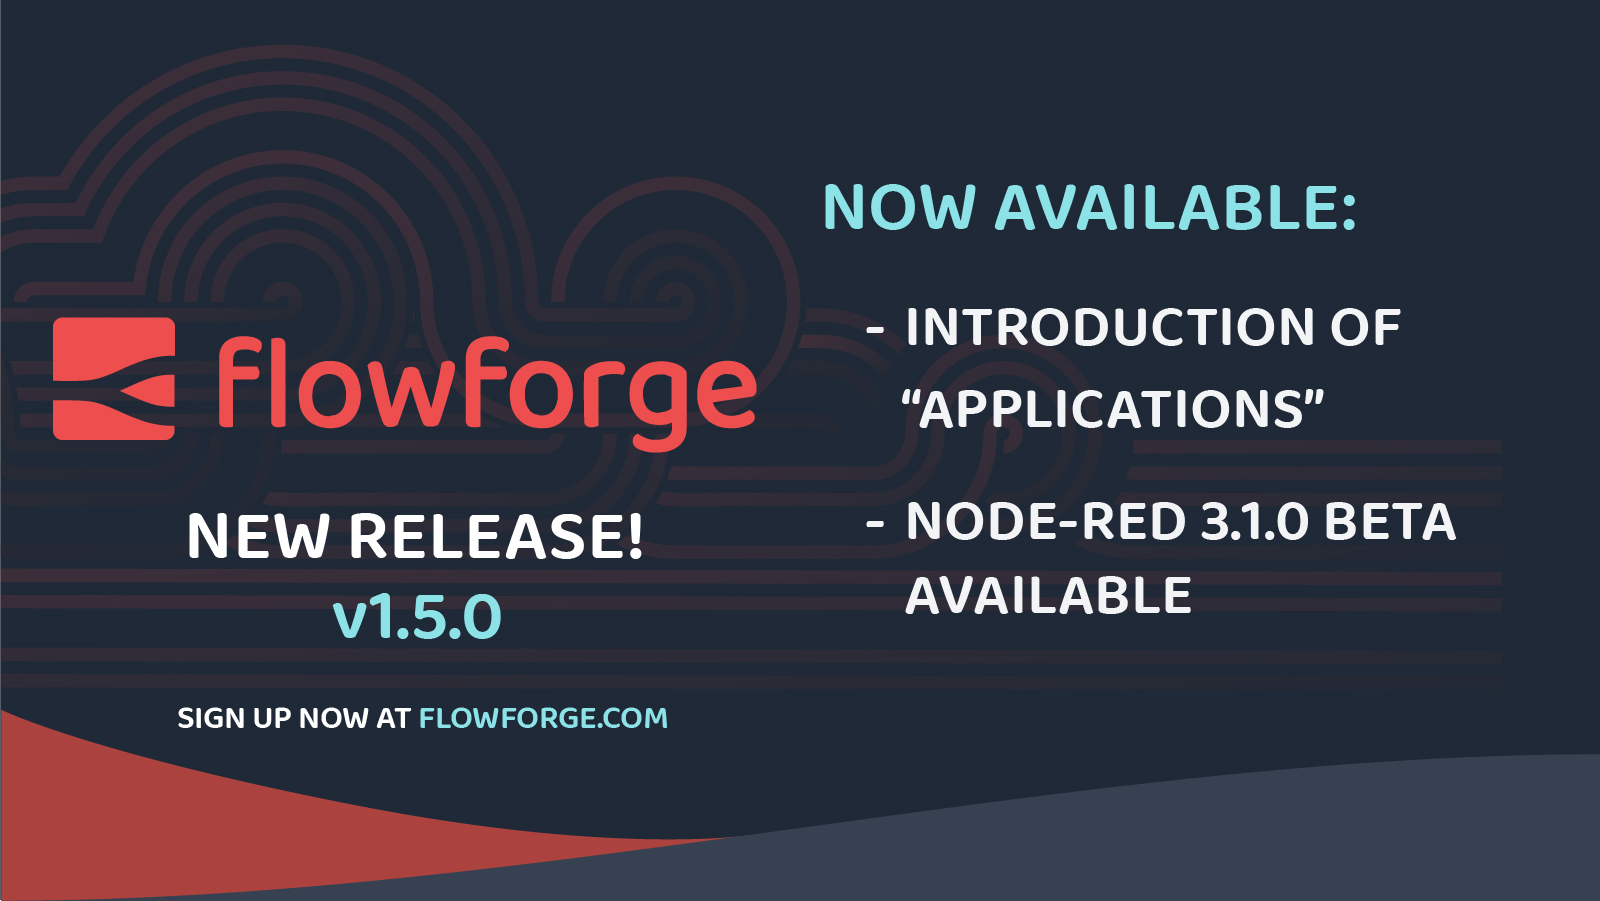 flowforge
NEW RELEASE!
v1.5.0
SIGN UP NOW AT FLOWFORGE.COM
NOW AVAILABLE:
- INTRODUCTION OF
“APPLICATIONS”
- NODE-RED 3.1.0 BETA
AVAILABLE